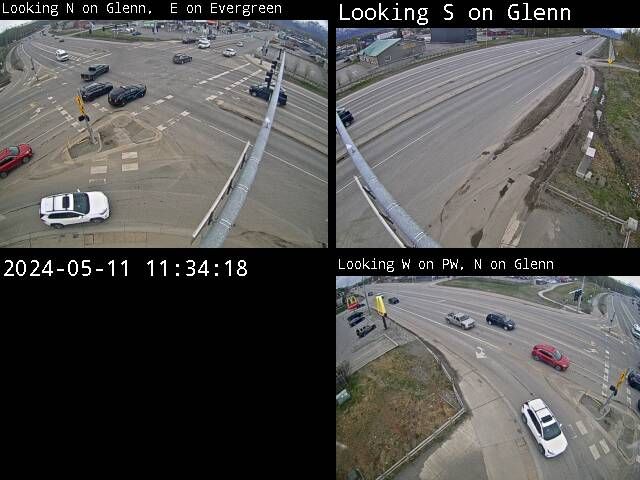 Looking N on Glenn,  E on Evergreen
Looking S on Glenn
2024-05-11 11:34:18
Looking W on PW, N on Glenn